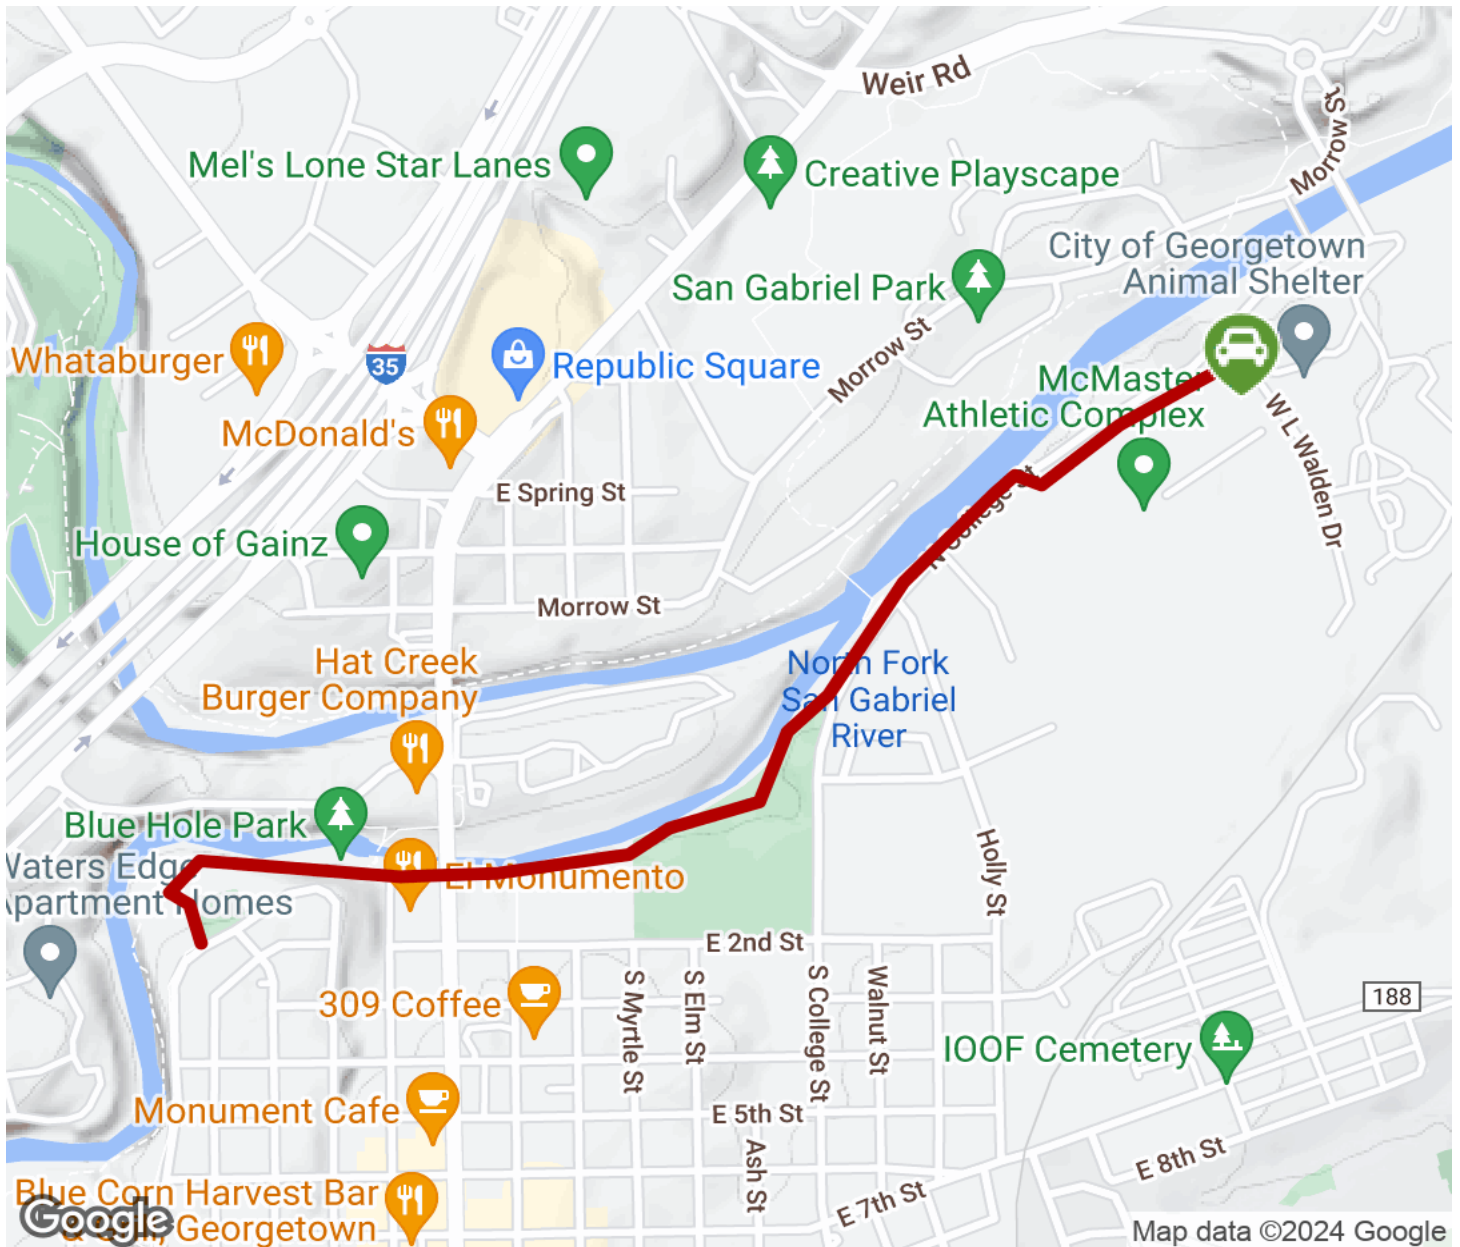 Weir Rd
Morrow St
Mel's Lone Star Lanes
Creative Playscape
City of Georgetown
Animal Shelter
San Gabriel Park
Morrow St
Whataburger
35
Republic Square
McMaster
Athletic Complex
McDonald's
W L Walden Dr
E Spring St
N College St
House of Gainz
Morrow St
Hat Creek
Burger Company
North Fork
San Gabriel
River
Blue Hole Park
Waters Edge
Apartment Homes
El Monumento
Holly St
E 2nd St
309 Coffee
S Myrtle St
S Elm St
S College St
Walnut St
188
IOOF Cemetery
Monument Cafe
E 5th St
Ash St
E 8th St
E 7th St
Blue Corn Harvest Bar
& Grill, Georgetown
Google
Map data ©2024 Google